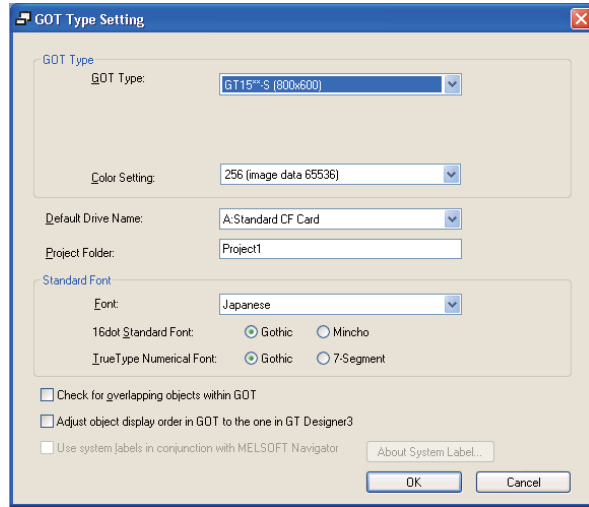 GOT Type Setting
GOT Type
GOT Type:
GT15**-S (800x600)
Color Setting:
256 (image data 65536)
Default Drive Name:
A:Standard CF Card
Project Folder:
Project1
Standard Font
Font:
Japanese
16dot Standard Font:
Gothic
Mincho
TrueType Numerical Font:
Gothic
7-Segment
Check for overlapping objects within GOT
Adjust object display order in GOT to the one in GT Designer3
Use system labels in conjunction with MELSOFT Navigator
About System Label...
OK
Cancel